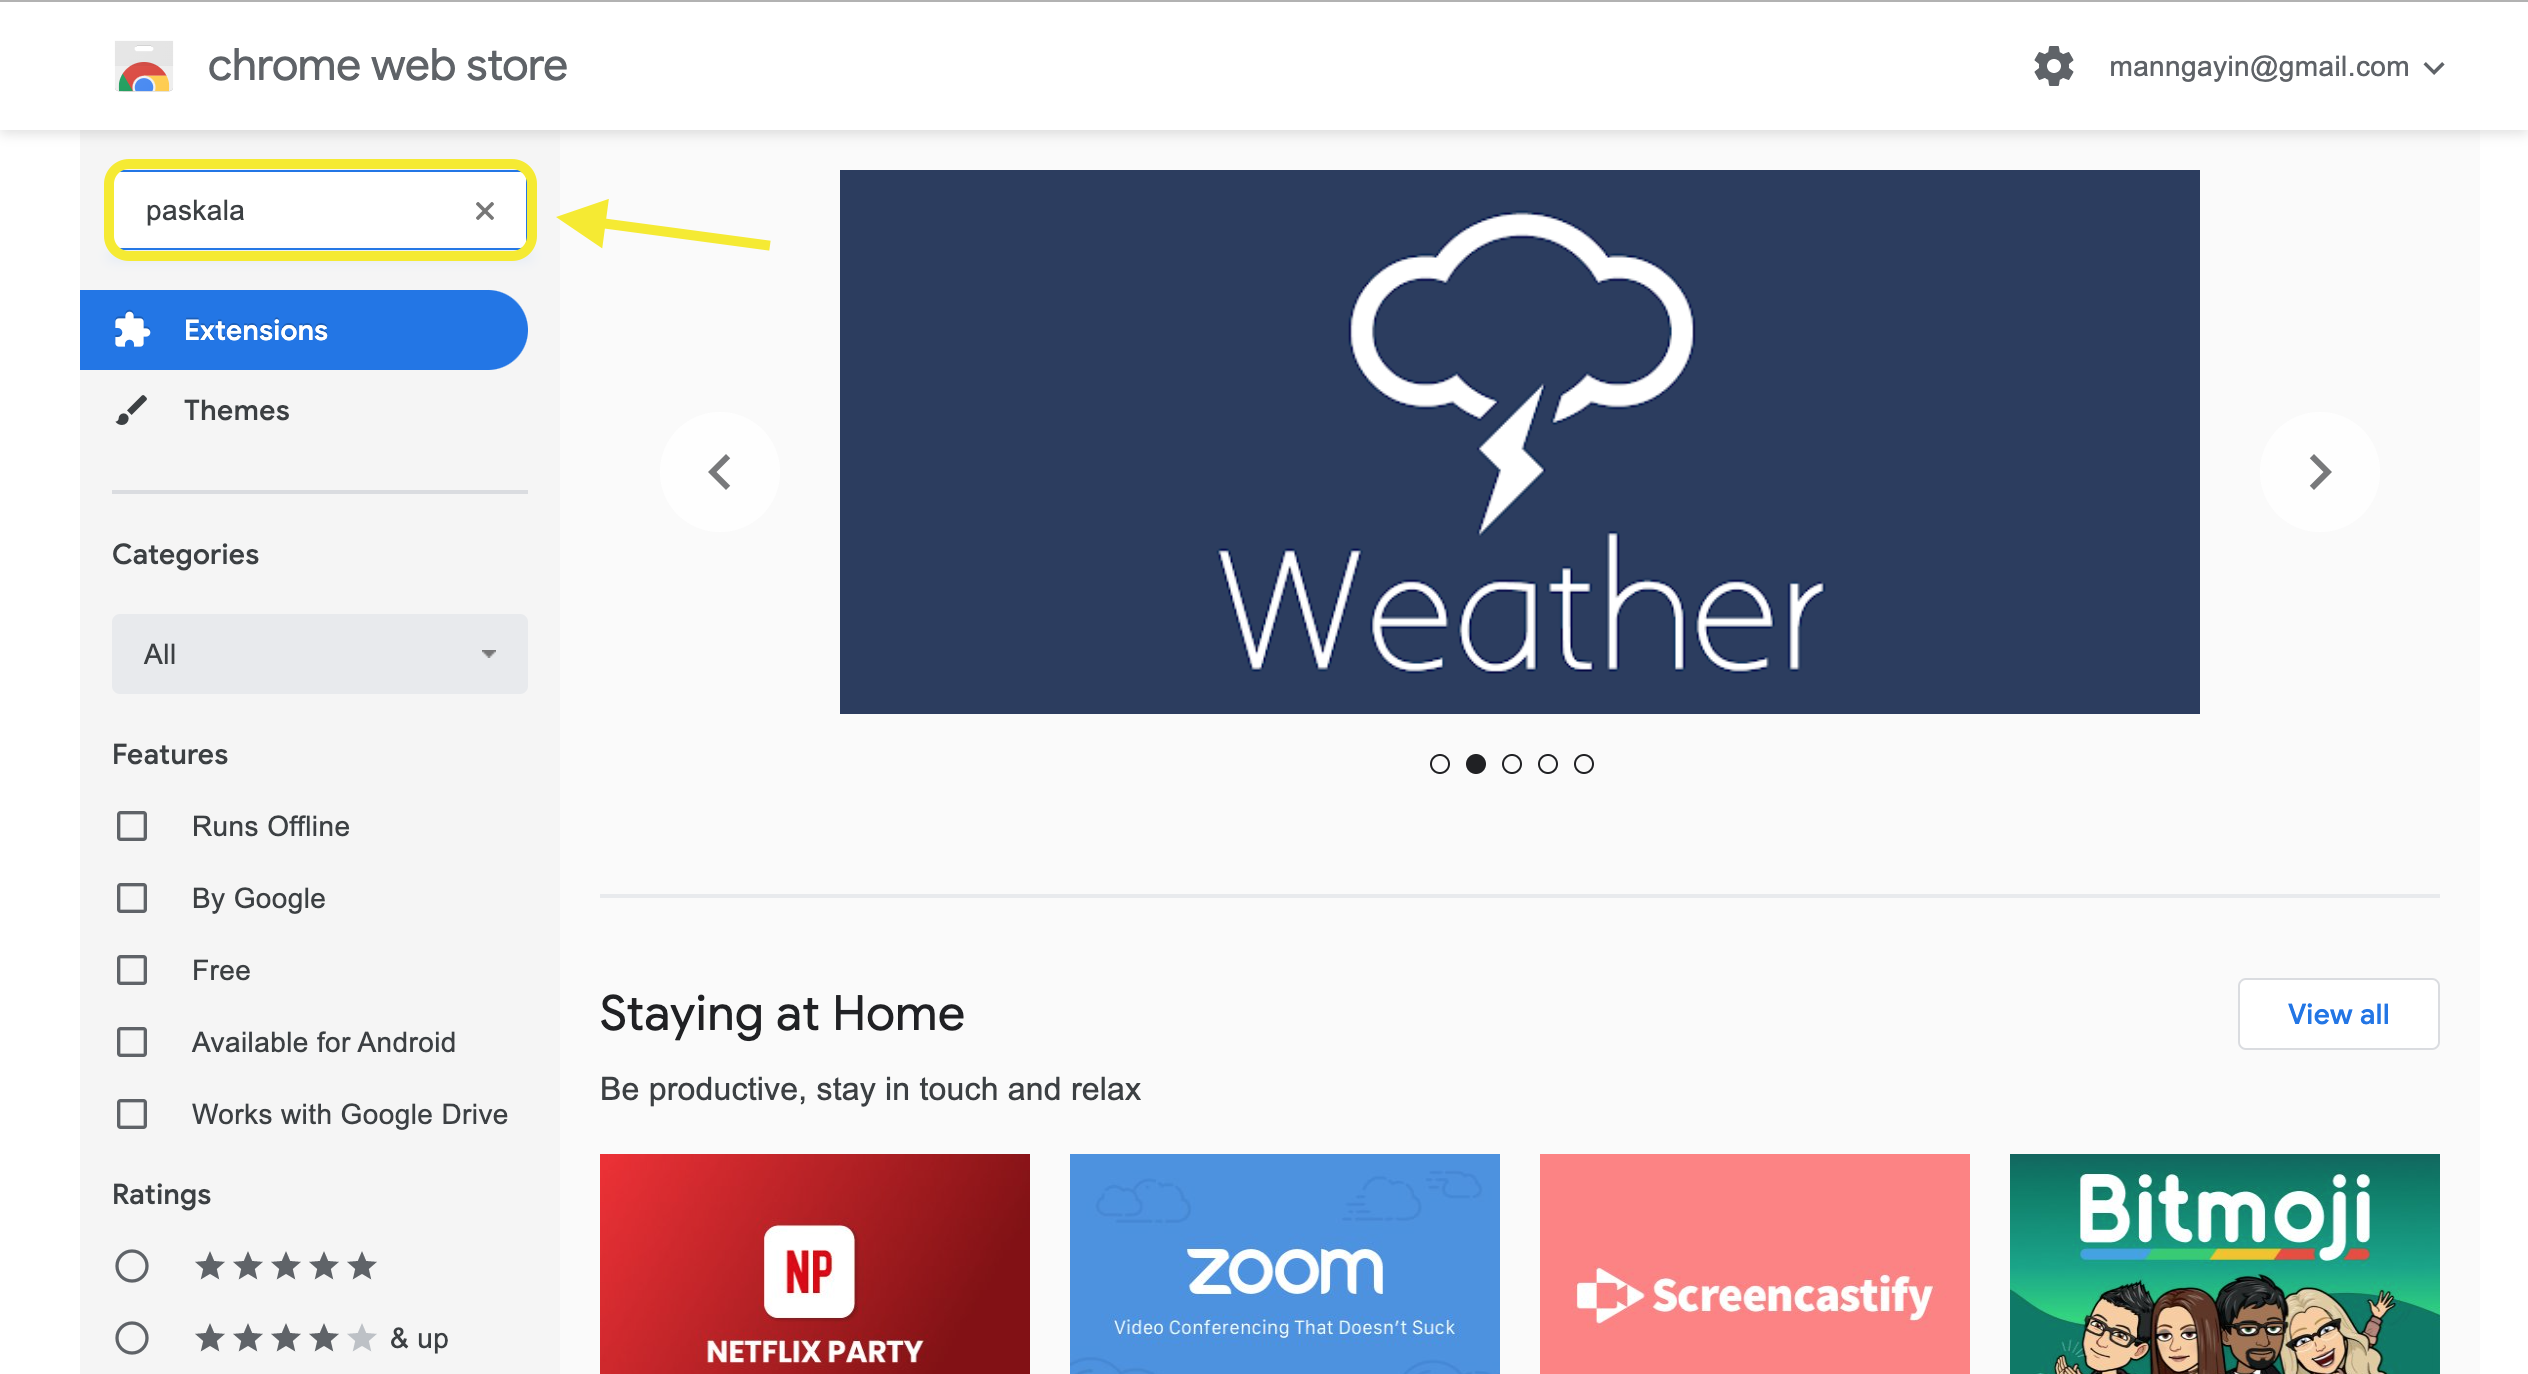 chrome web store
manngayin@gmail.com
paskala
Extensions
Themes
Categories
All
Features
Runs Offline
By Google
Free
Available for Android
Works with Google Drive
Ratings
& up
Weather
Staying at Home
View all
Be productive, stay in touch and relax
NP
NETFLIX PARTY
zoom
Video Conferencing That Doesn't Suck
Screencastify
Bitmoji